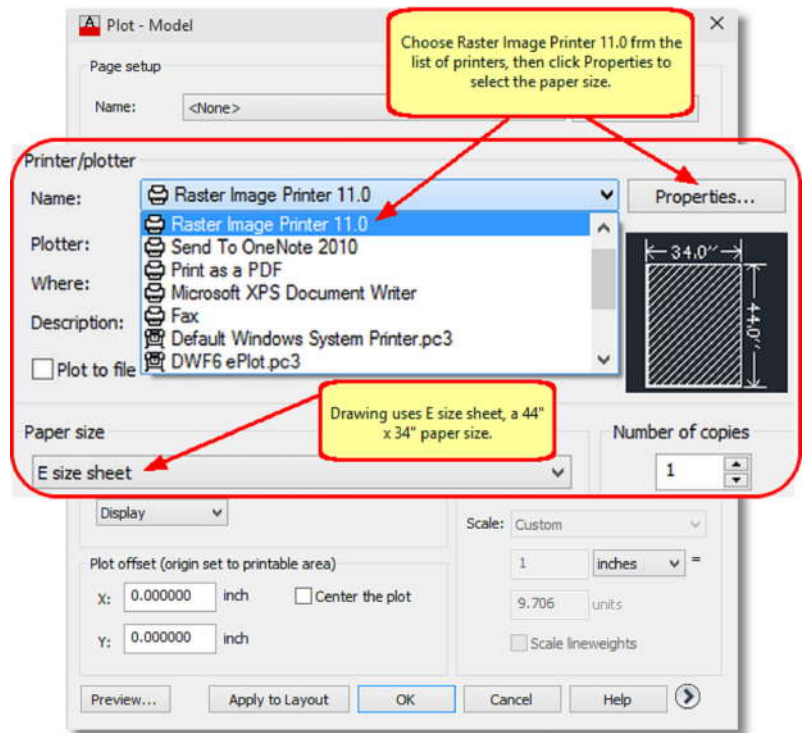 Plot - Model
Choose Raster Image Printer 11.0 frm the
list of printers, then click Properties to
select the paper size.
Page setup
Name:
<None>
Printer/plotter
Name:
Raster Image Printer 11.0
Properties...
Raster Image Printer 11.0
Plotter:
Send To OneNote 2010
Print as a PDF
Where:
Microsoft XPS Document Writer
Description:
Fax
Default Windows System Printer.pc3
Plot to file
DWF6 ePlot.pc3
34.0''
44.0''
Drawing uses E size sheet, a 44"
x 34" paper size.
Paper size
Number of copies
E size sheet
1
Display
Scale:
Custom
Plot offset (origin set to printable area)
1
inches
=
X:
0.000000
inch
Center the plot
9.706
units
Y:
0.000000
inch
Scale lineweights
Preview...
Apply to Layout
OK
Cancel
Help